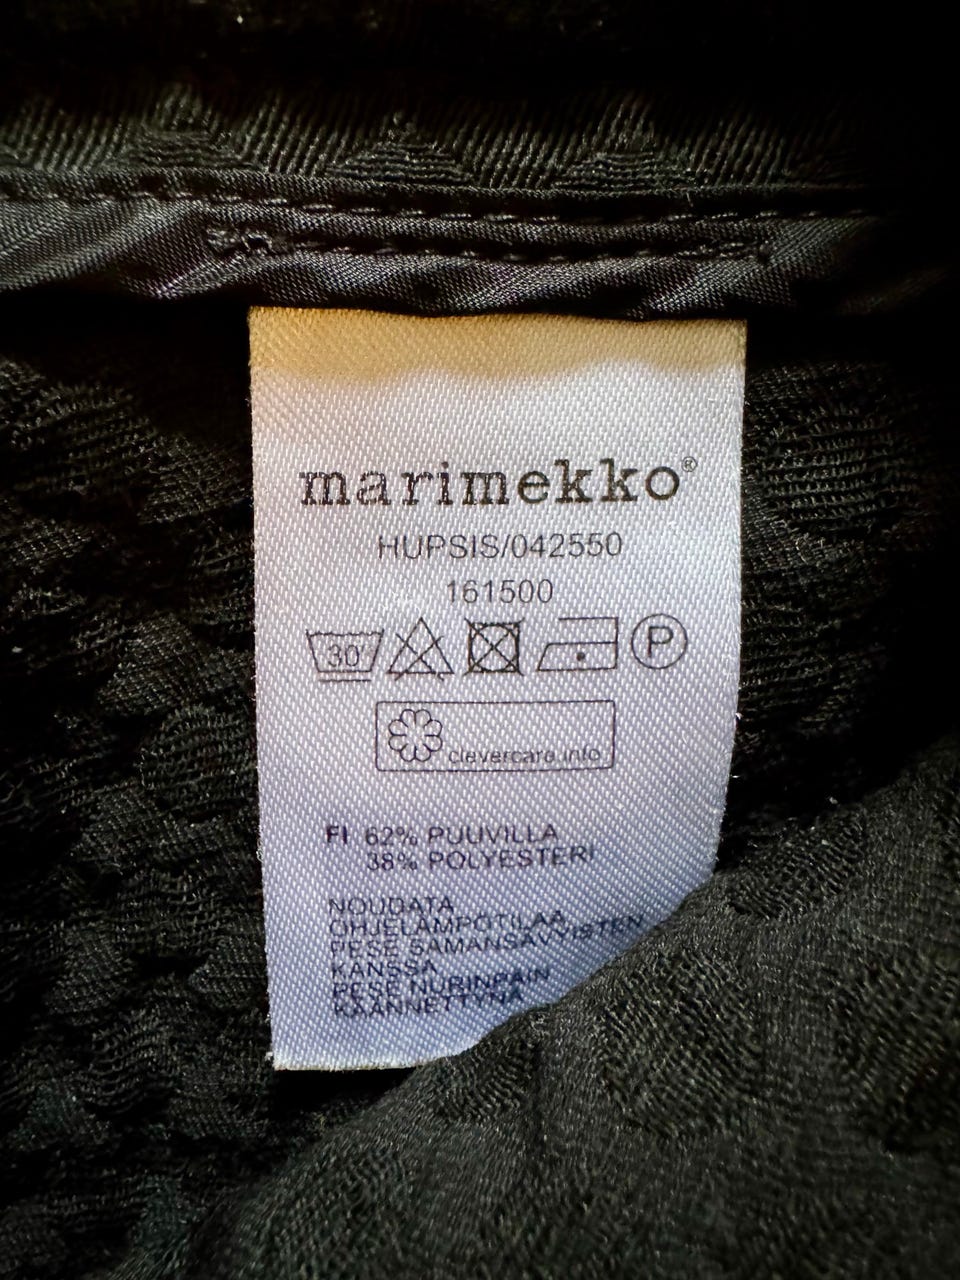 marimekko®
HUPSIS/042550
161500
30°
P
clevercare.info
FI 62% PUUVILLA
38% POLYESTERI
NOUDATA
OHJELÄMPÖTILAA
PESE SAMANSÄVYISTEN
KANSSA
PESE NURINPÄIN
KÄÄNNETTYNÄ